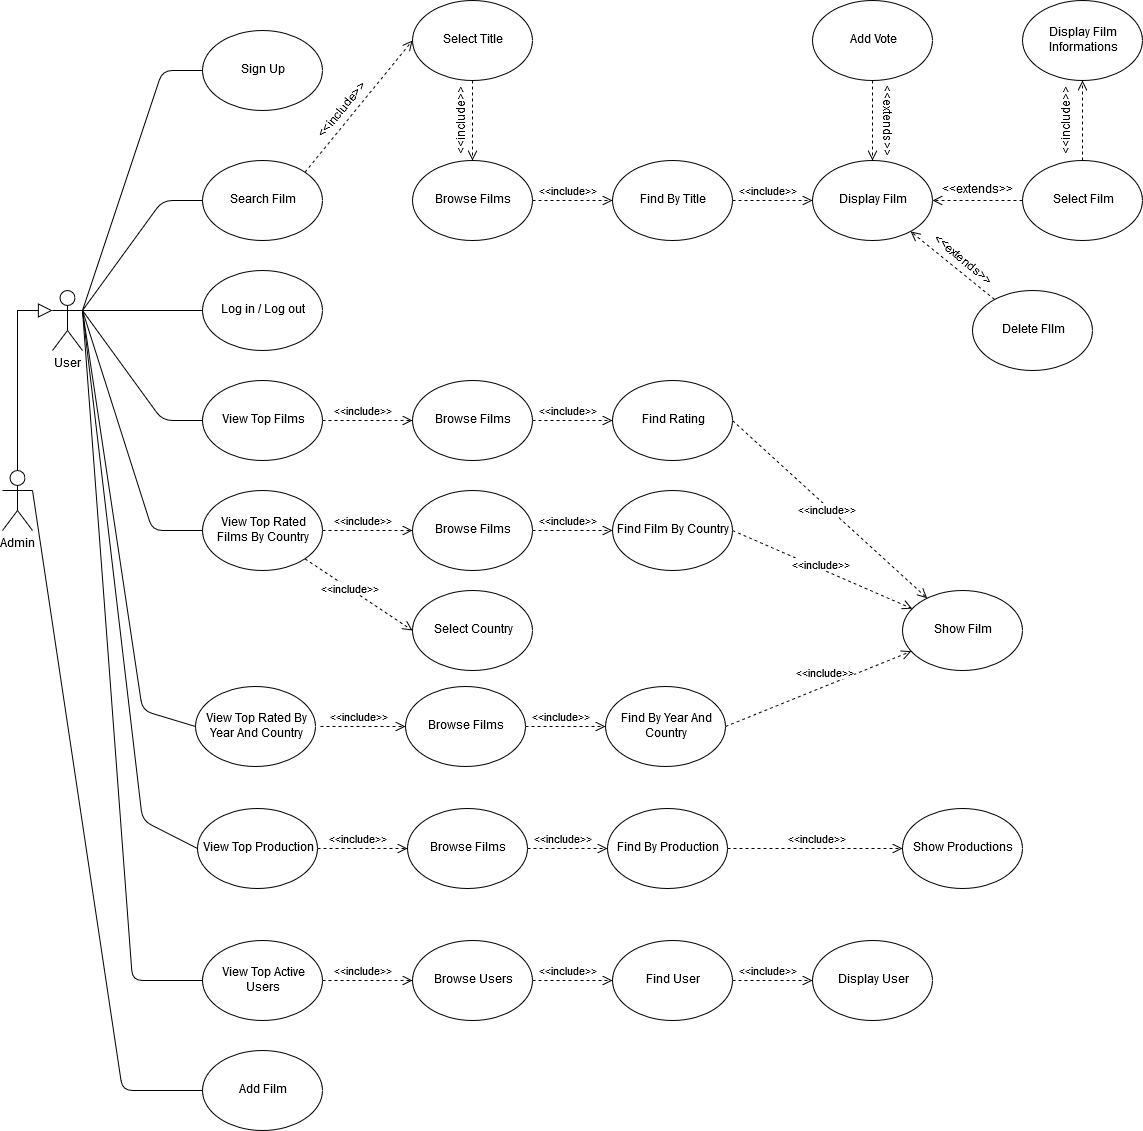 Select Title
Add Vote
Display Film
Informations
Sign Up
<<include>>
<<include>>
<<extends>>
<<include>>
Search Film
Browse Films
<<include>>
Find By Title
<<include>>
Display Film
<<extends>>
Select Film
<<extends>>
Log in / Log out
Delete FIlm
User
View Top Films
<<include>>
Browse Films
<<include>>
Find Rating
<<include>>
Admin
View Top Rated
Films By Country
<<include>>
Browse Films
<<include>>
Find Film By Country
<<include>>
<<include>>
Select Country
Show Film
<<include>>
View Top Rated By
Year And Country
<<include>>
Browse Films
<<include>>
Find By Year And
Country
View Top Production
<<include>>
Browse Films
<<include>>
Find By Production
<<include>>
Show Productions
View Top Active
Users
<<include>>
Browse Users
<<include>>
Find User
<<include>>
Display User
Add Film